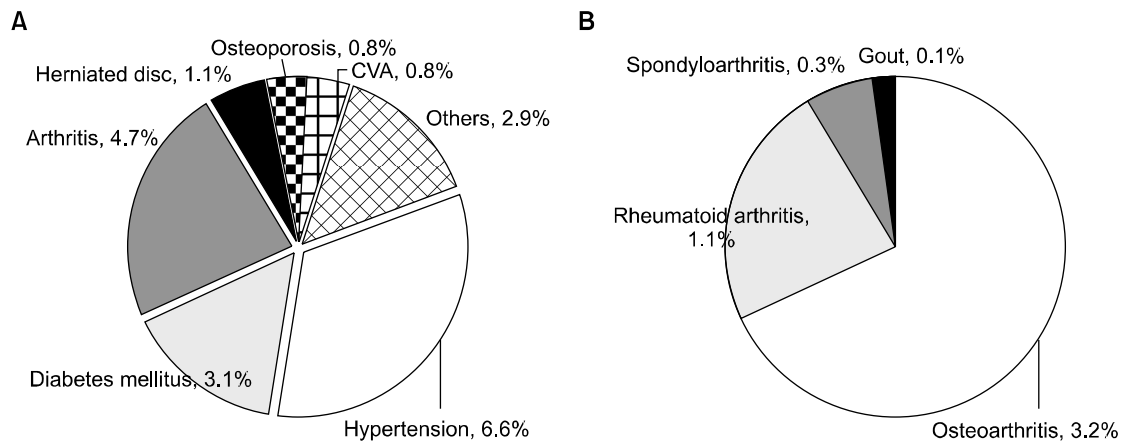 A
Osteoporosis, 0.8%
CVA, 0.8%
Herniated disc, 1.1%
Others, 2.9%
Arthritis, 4.7%
Diabetes mellitus, 3.1%
Hypertension, 6.6%
B
Gout, 0.1%
Spondyloarthritis, 0.3%
Rheumatoid arthritis,
1.1%
Osteoarthritis, 3.2%